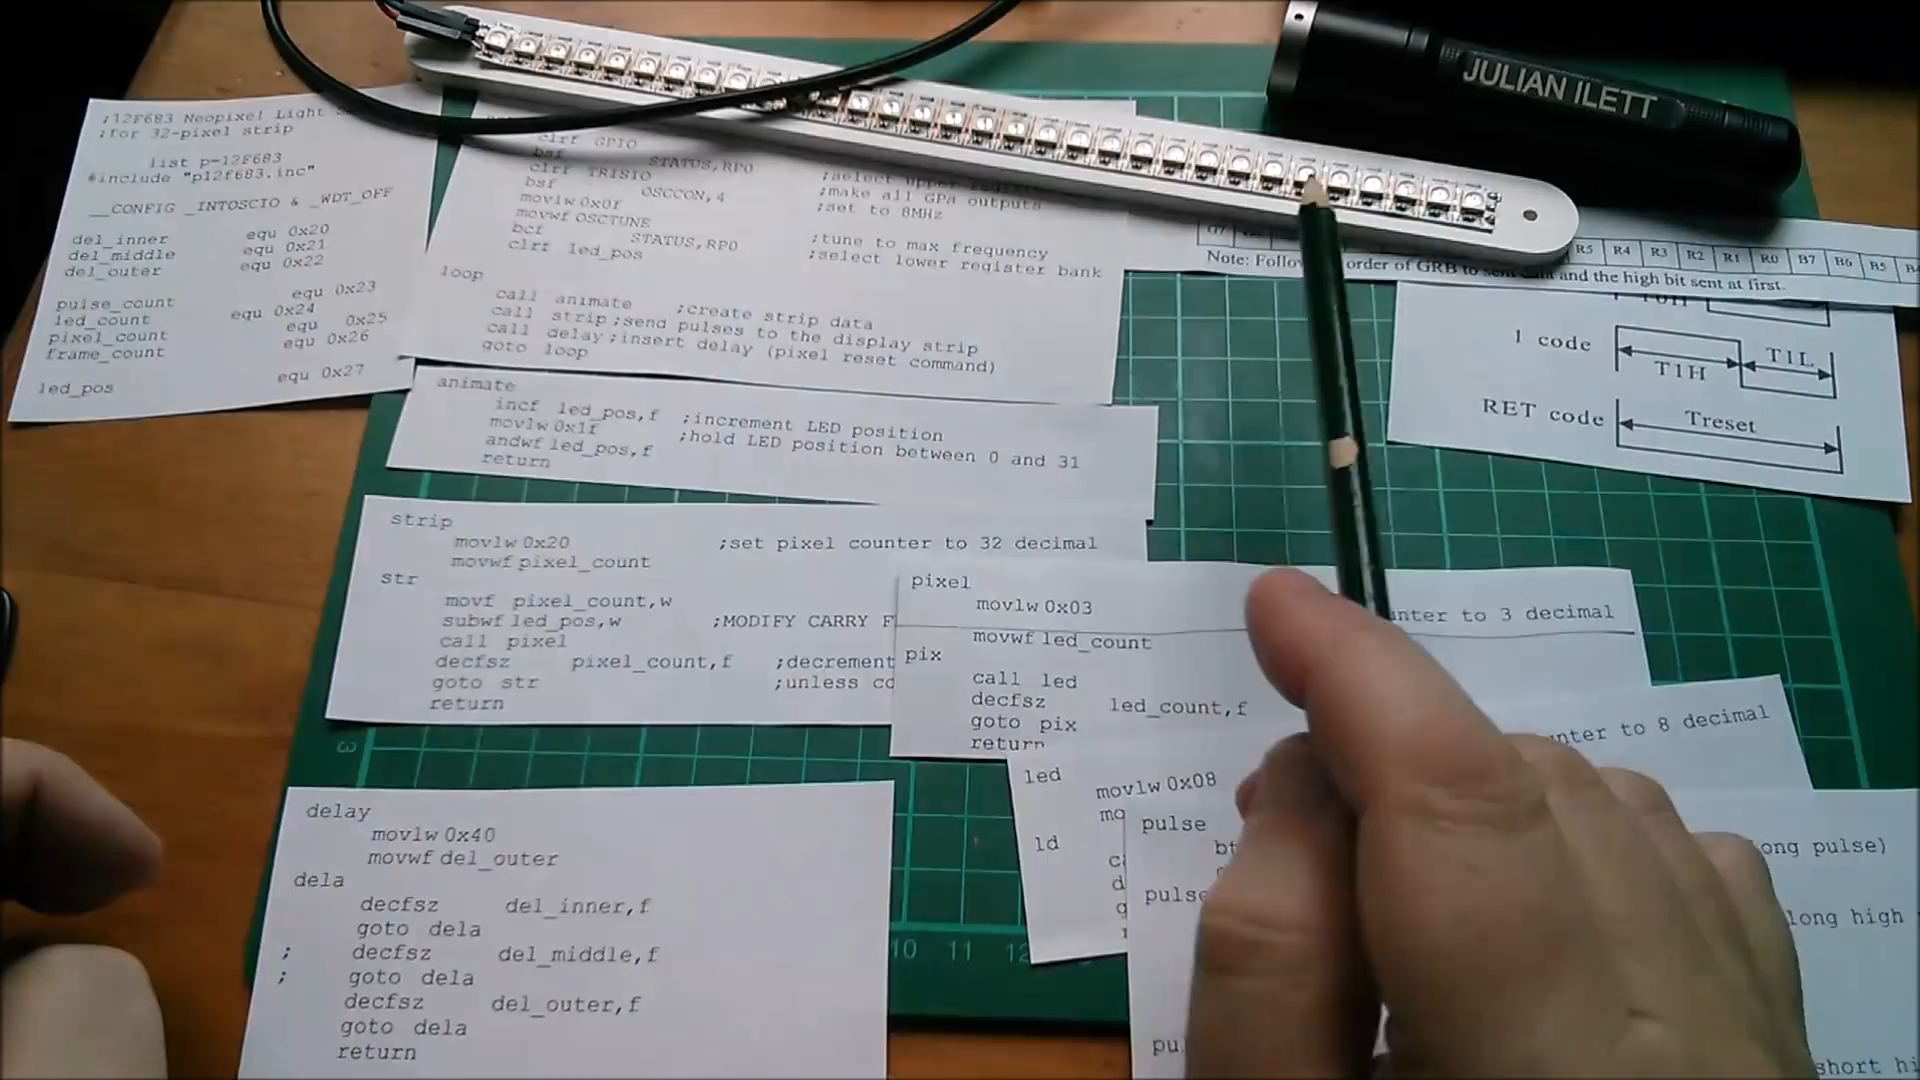 JULIAN ILETT
;12F683 Neopixel Light
;for 32-pixel strip
list p=12F683
#include "p12f683.inc"
__CONFIG _INTOSCIO & _WDT_OFF
del_inner equ 0x20
del_middle equ 0x21
del_outer equ 0x22
pulse_count equ 0x23
led_count equ 0x24
pixel_count equ 0x25
frame_count equ 0x26
led_pos equ 0x27
clrf GPIO
bsf STATUS,RP0
clrf TRISIO ;make all GPa outputs
bsf OSCCON,4 ;set to 8MHz
movlw 0x0f
movwf OSCTUNE ;tune to max frequency
bcf STATUS,RP0 ;select lower register bank
clrf led_pos
loop
call animate ;create strip data
call strip ;send pulses to the display strip
call delay ;insert delay (pixel reset command)
goto loop
animate
incf led_pos,f ;increment LED position
movlw 0x1f
andwf led_pos,f ;hold LED position between 0 and 31
return
strip
movlw 0x20 ;set pixel counter to 32 decimal
movwf pixel_count
str
movf pixel_count,w
subwf led_pos,w ;MODIFY CARRY F
call pixel
decfsz pixel_count,f ;decrement
goto str ;unless
return
delay
movlw 0x40
movwf del_outer
dela
decfsz del_inner,f
goto dela
; decfsz del_middle,f
; goto dela
decfsz del_outer,f
goto dela
return
pixel
movlw 0x03 to 3 decimal
movwf led_count
pix
call led
decfsz led_count,f
goto pix
return
led
movlw 0x08 to 8 decimal
ld
pulse
long high
short
R5 R4 R3 R2 R1 R0 B7 B6 B5
Note: Follow order of GRB to sent data and the high bit sent at first.
1 code T1H T1L
RET code Treset
10 11